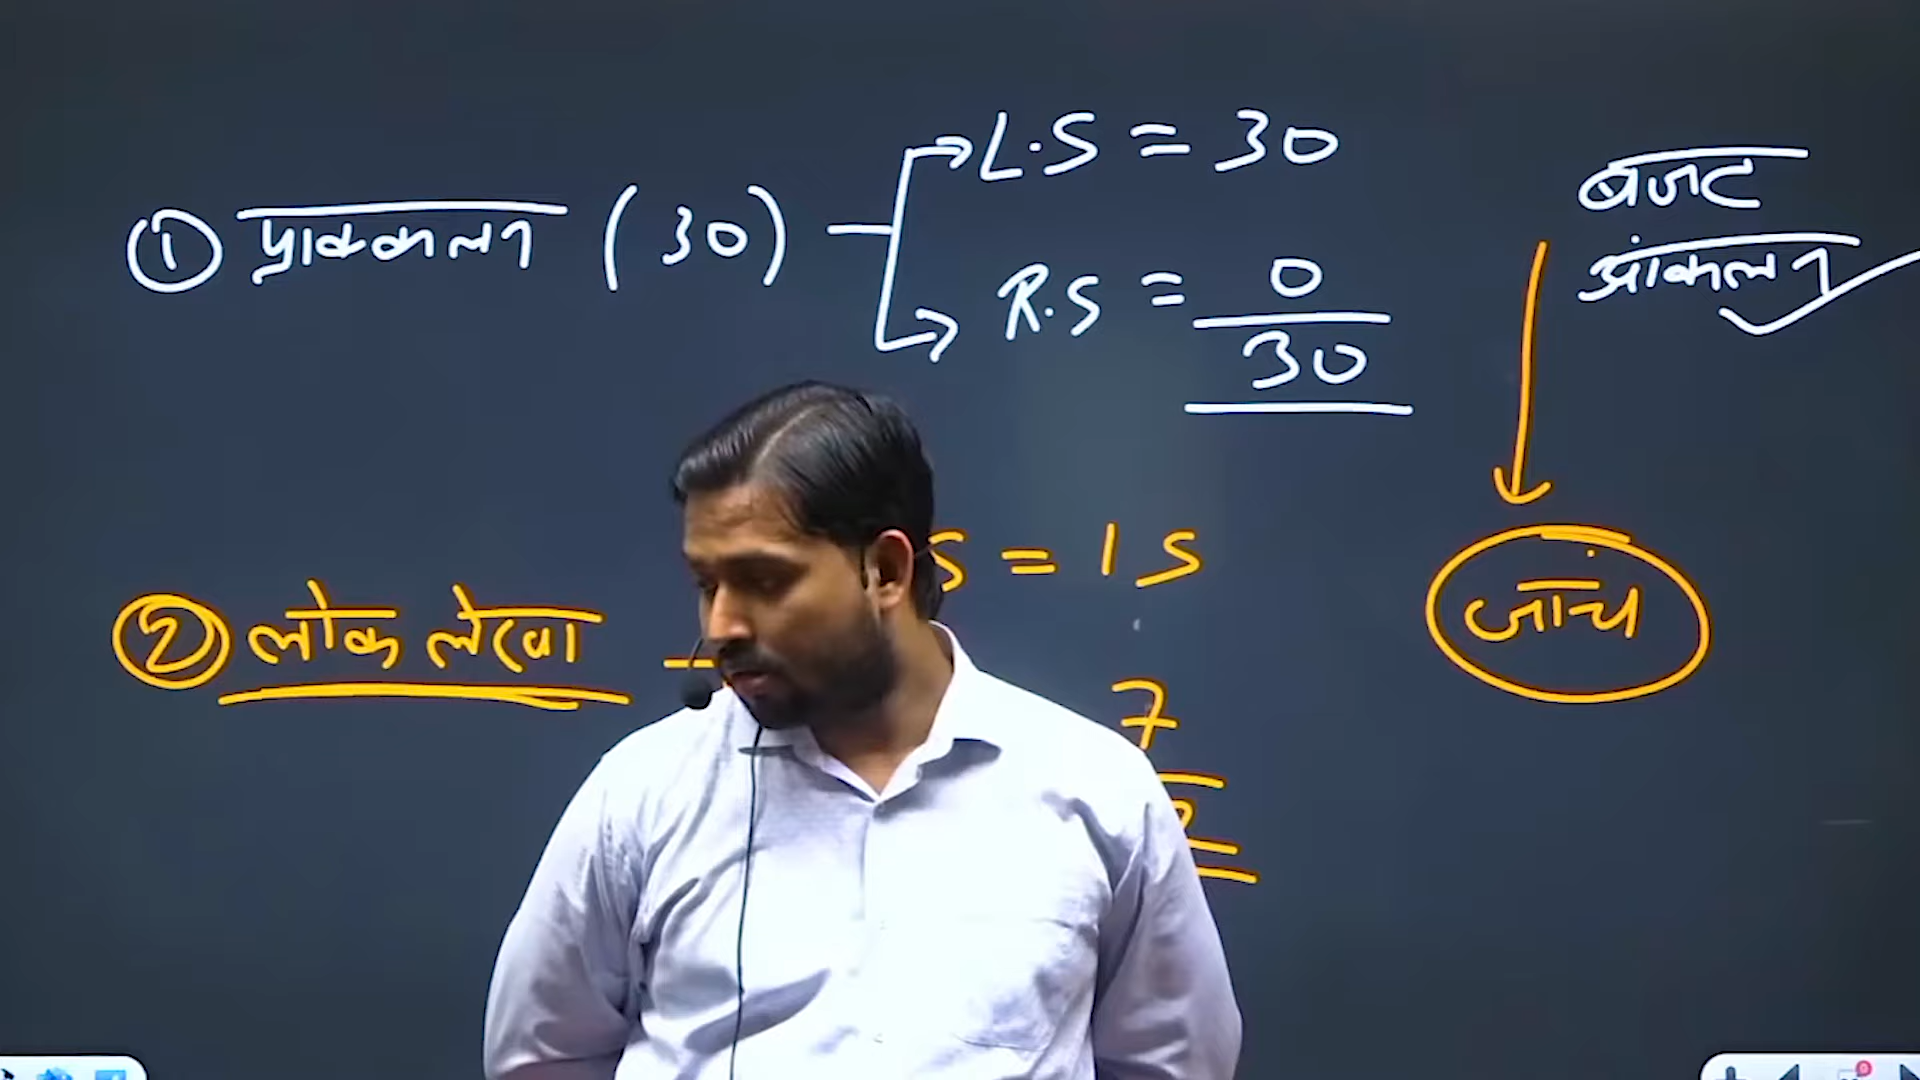 ① प्राक्कलन (30) → L.S = 30
→ R.S = 0
30
बजट
आंकलन
② लोक लेखा S = 15
7
जांच